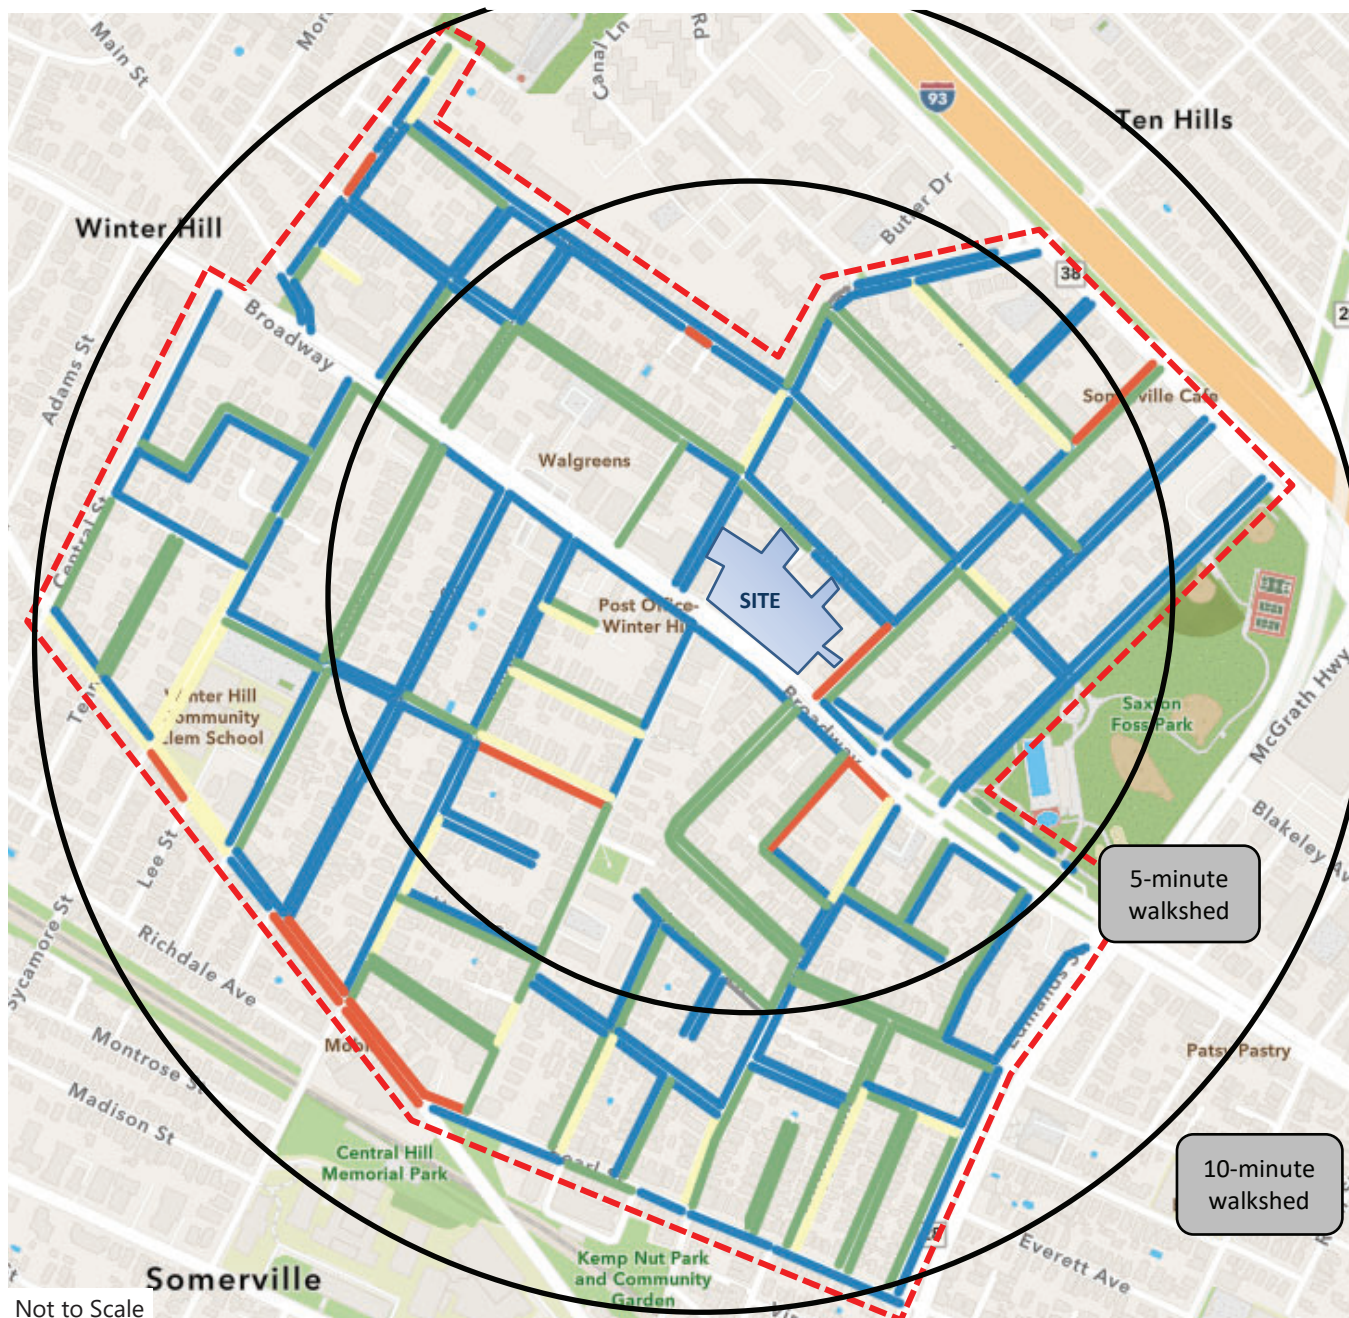 Main St
Canal Ln
Rd
93
Ten Hills
Butler Dr
Winter Hill
38
Broadway
Adams St
Walgreens
Central St
SITE
Post Office-
Winter Hi
Broadway
Saxton
Foss Park
McGrath Hwy
Winter Hill
Community
Elem School
Lee St
Blakeley Av
5-minute
walkshed
Sycamore St
Richdale Ave
Montrose St
Madison St
Patsy Pastry
Central Hill
Memorial Park
10-minute
walkshed
Kemp Nut Park
and Community
Garden
Everett Ave
Somerville
Not to Scale